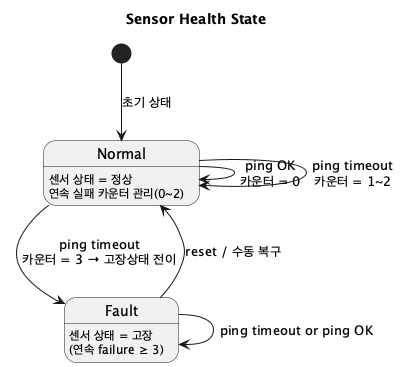 Sensor Health State
초기 상태
Normal
센서 상태 = 정상
연속 실패 카운터 관리(0~2)
ping OK
카운터 = 0
ping timeout
카운터 = 1~2
ping timeout
카운터 = 3 → 고장상태 전이
reset / 수동 복구
Fault
센서 상태 = 고장
(연속 failure ≥ 3)
ping timeout or ping OK